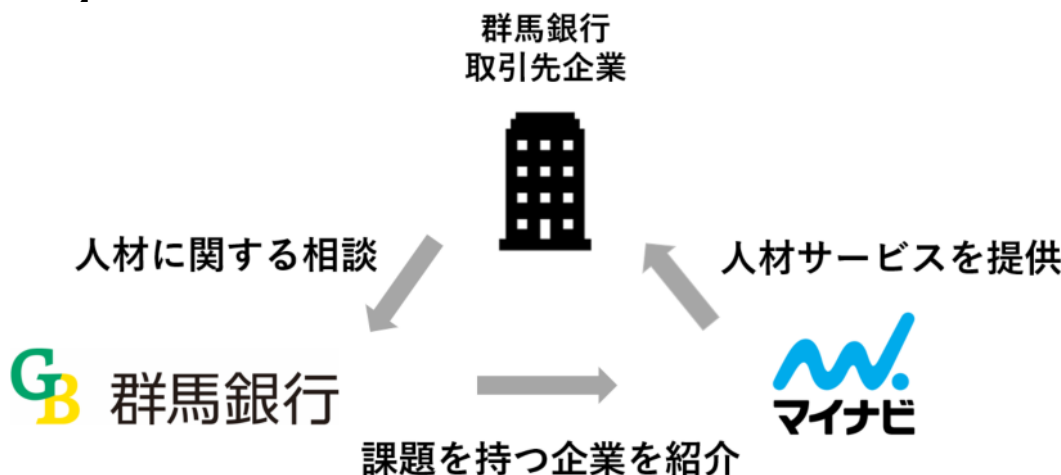 群馬銀行
取引先企業
人材に関する相談
人材サービスを提供
GB 群馬銀行
マイナビ
課題を持つ企業を紹介